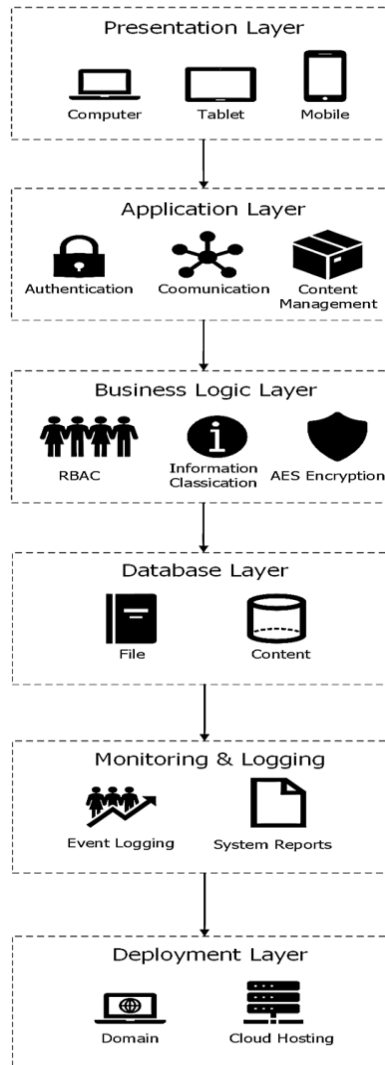 Presentation Layer
Computer
Tablet
Mobile
Application Layer
Authentication
Coomunication
Content
Management
Business Logic Layer
RBAC
Information
Classication
AES Encryption
Database Layer
File
Content
Monitoring & Logging
Event Logging
System Reports
Deployment Layer
Domain
Cloud Hosting